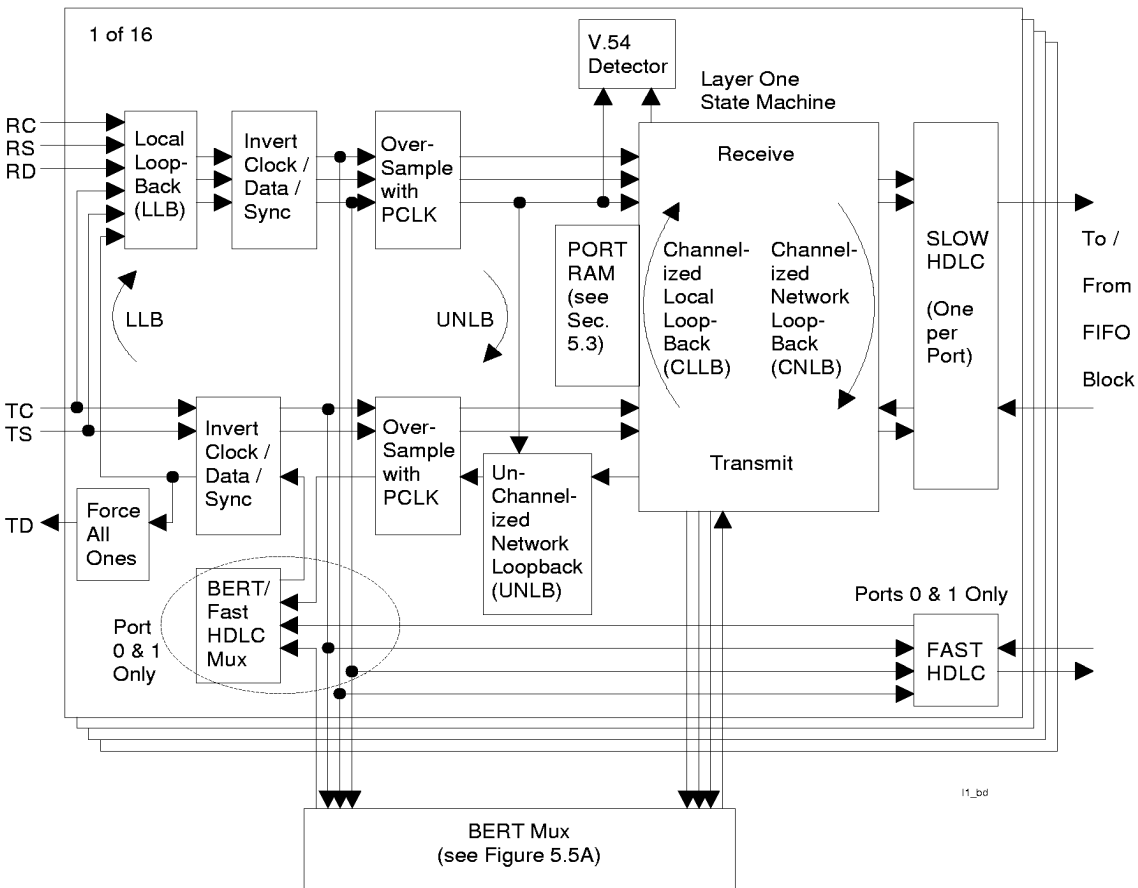 1 of 16
V.54
Detector
Layer One
State Machine
RC
RS
RD
Local
Loop-
Back
(LLB)
Invert
Clock /
Data /
Sync
Over-
Sample
with
PCLK
Receive
PORT
RAM
(see
Sec.
5.3)
Channel-
ized
Local
Loop-
Back
(CLLB)
Channel-
ized
Network
Loop-
Back
(CNLB)
SLOW
HDLC
(One
per
Port)
To /
From
FIFO
Block
LLB
UNLB
TC
TS
TD
Invert
Clock /
Data /
Sync
Over-
Sample
with
PCLK
Un-
Channel-
ized
Network
Loopback
(UNLB)
Transmit
Force
All
Ones
BERT/
Fast
HDLC
Mux
Port
0 & 1
Only
Ports 0 & 1 Only
FAST
HDLC
l1_bd
BERT Mux
(see Figure 5.5A)